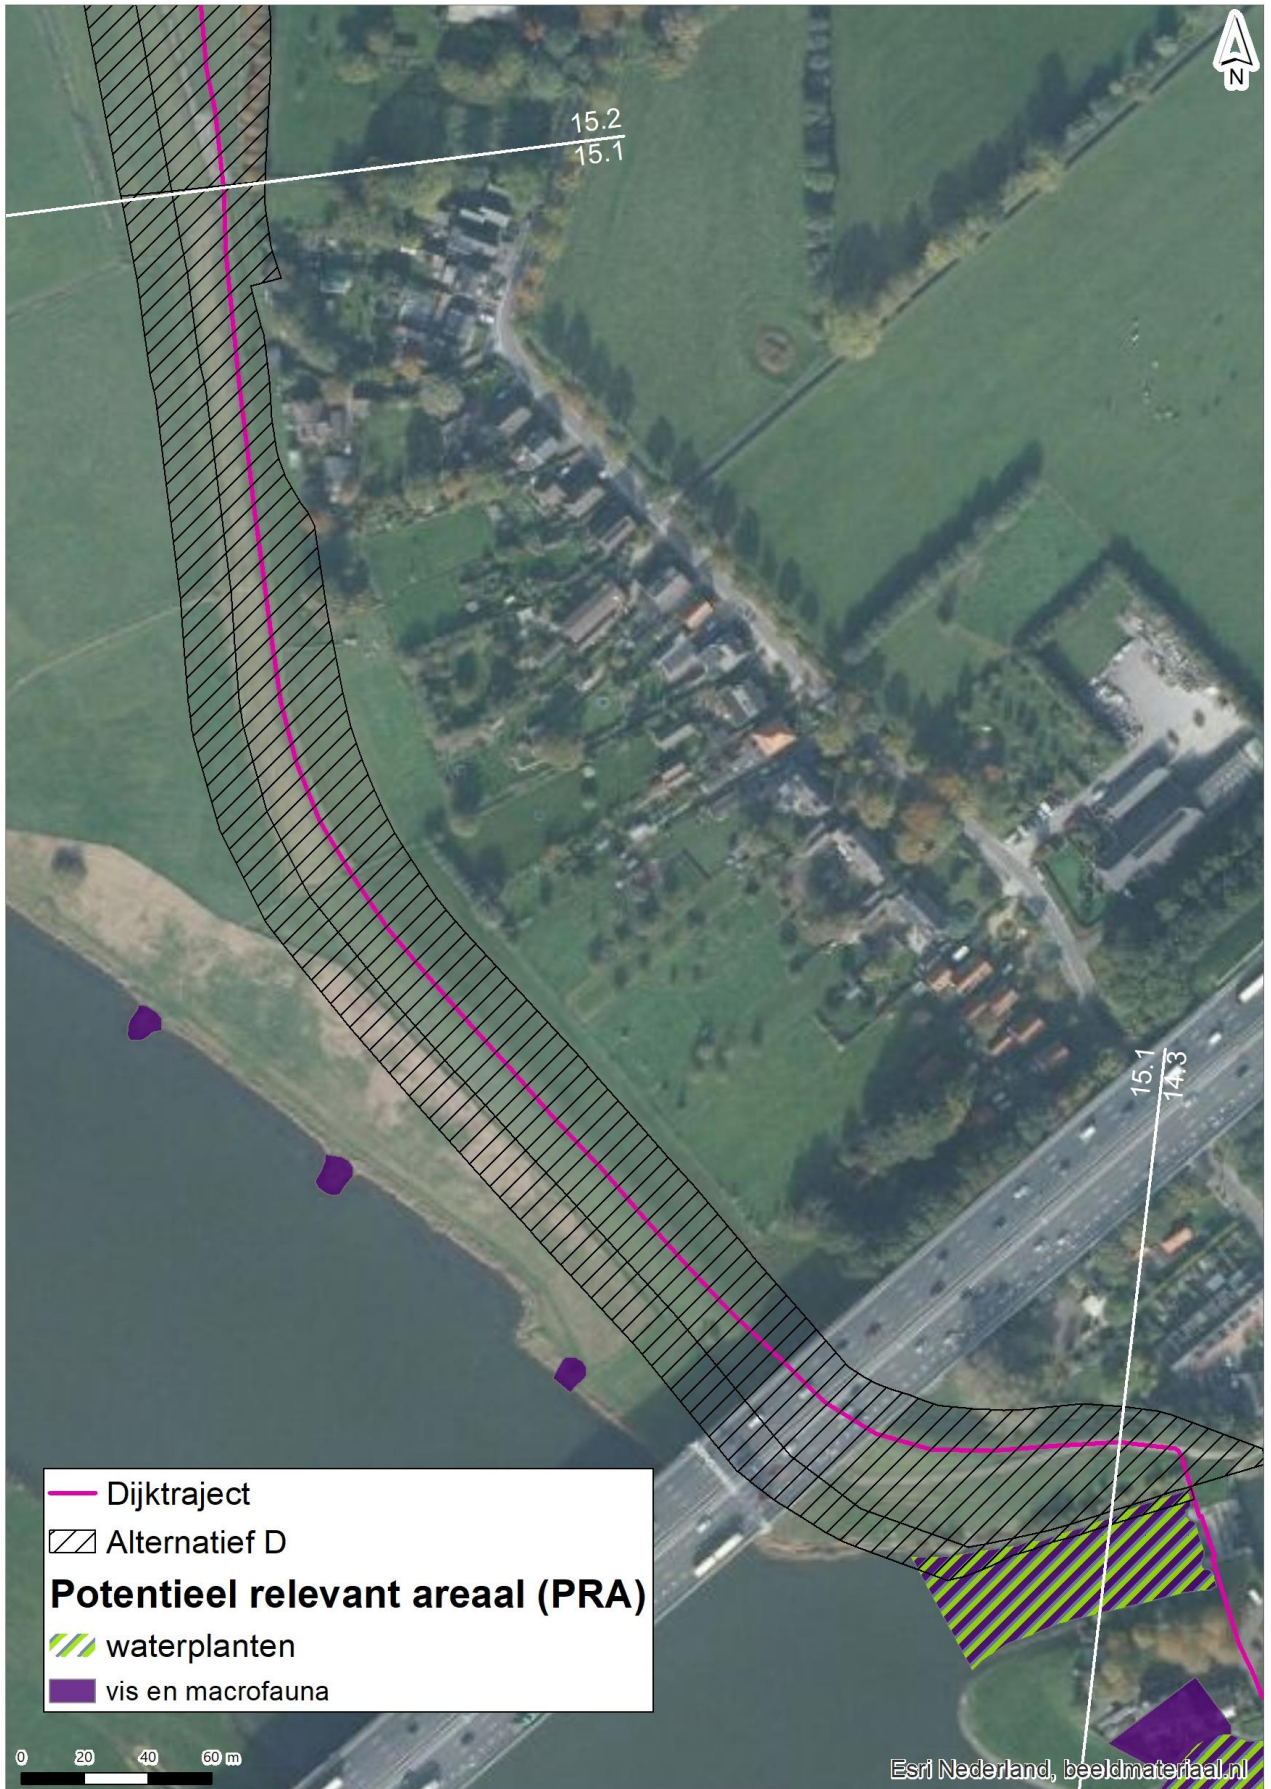 N
15.2
15.1
15.1
14.3
Dijktraject
Alternatief D
Potentieel relevant areaal (PRA)
waterplanten
vis en macrofauna
0 20 40 60 m
Esri Nederland, beeldmateriaal.nl